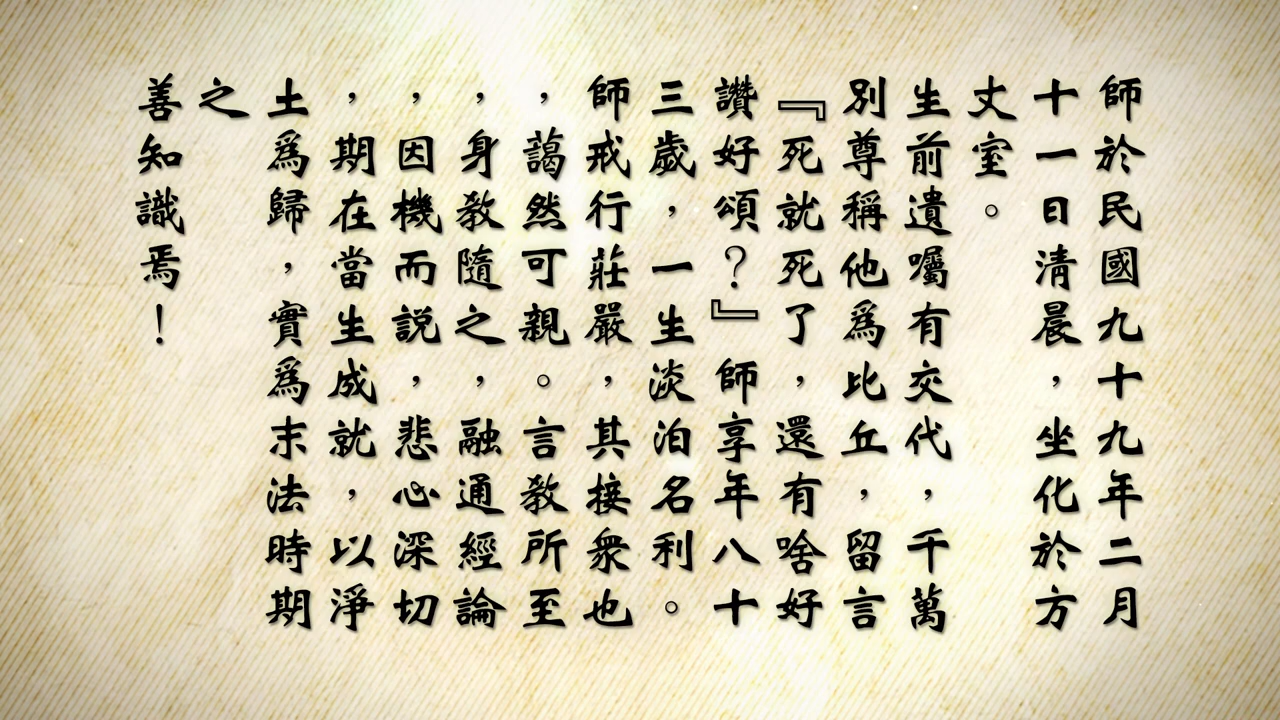 師於民國九十九年二月
十一日清晨,坐化於方
丈室。
生前遺囑有交代,千萬
別尊稱他爲比丘,留言
『死就死了,還有啥好
讚好頌?』師享年八十
三歲,一生淡泊名利。
師戒行莊嚴,其接衆也
,藹然可親。言教所至
,身教隨之,融通經論
,因機而説,悲心深切
,期在當生成就,以淨
土爲歸,實爲末法時期
之
善知識焉!